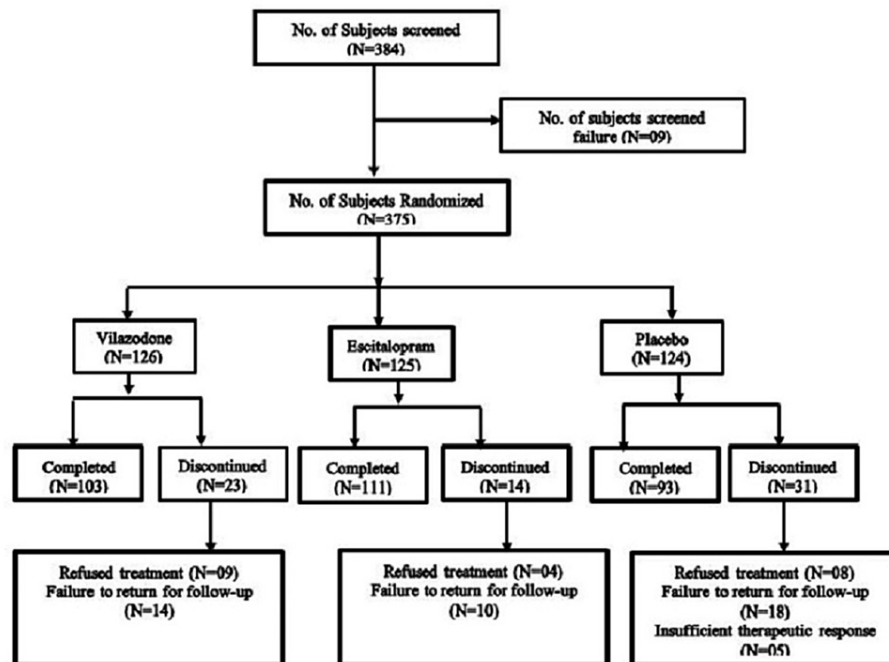 No. of Subjects screened
(N=384)
No. of subjects screened
failure (N=09)
No. of Subjects Randomized
(N=375)
Vilazodone
(N=126)
Escitalopram
(N=125)
Placebo
(N=124)
Completed
(N=103)
Discontinued
(N=23)
Completed
(N=111)
Discontinued
(N=14)
Completed
(N=93)
Discontinued
(N=31)
Refused treatment (N=09)
Failure to return for follow-up
(N=14)
Refused treatment (N=04)
Failure to return for follow-up
(N=10)
Refused treatment (N=08)
Failure to return for follow-up
(N=18)
Insufficient therapeutic response
(N=05)